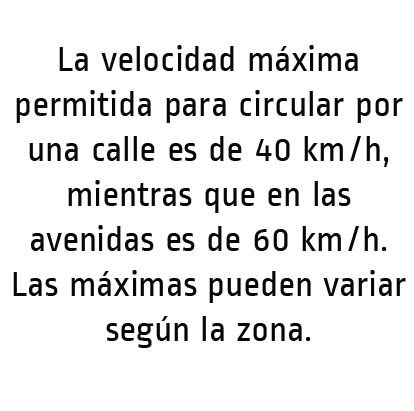 La velocidad máxima
permitida para circular por
una calle es de 40 km/h,
mientras que en las
avenidas es de 60 km/h.
Las máximas pueden variar
según la zona.